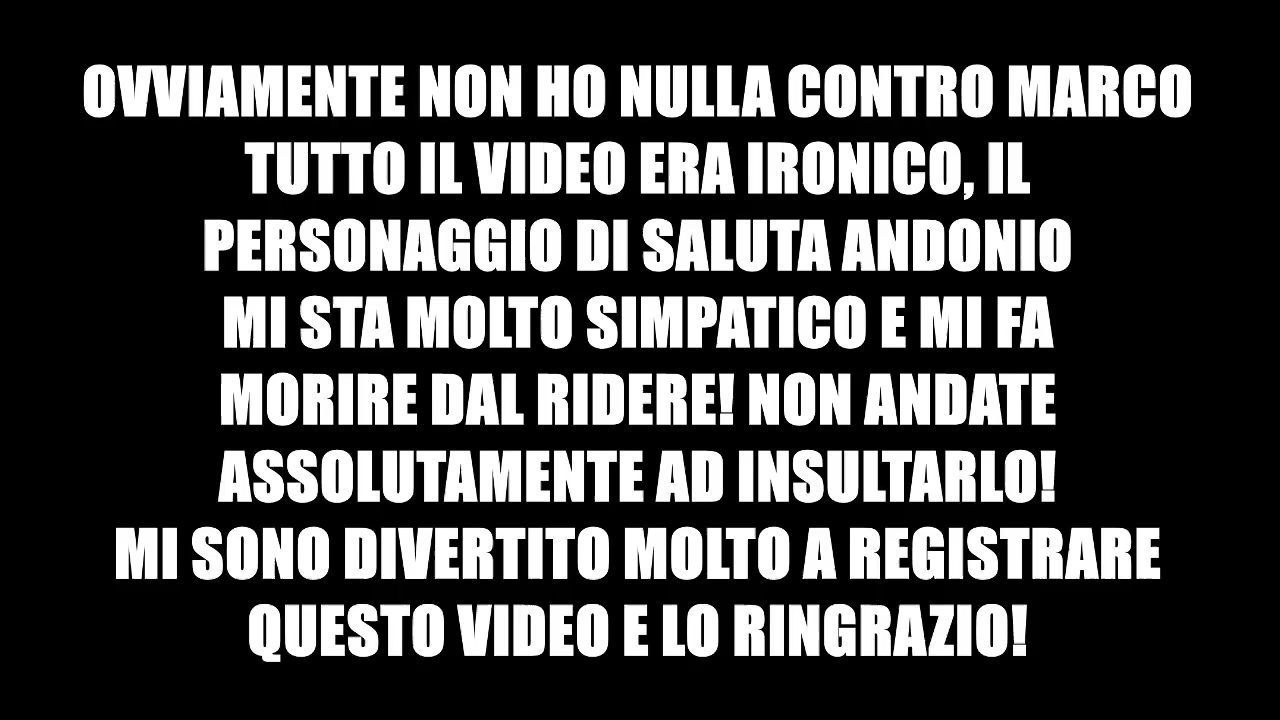 OVVIAMENTE NON HO NULLA CONTRO MARCO
TUTTO IL VIDEO ERA IRONICO, IL
PERSONAGGIO DI SALUTA ANDONIO
MI STA MOLTO SIMPATICO E MI FA
MORIRE DAL RIDERE! NON ANDATE
ASSOLUTAMENTE AD INSULTARLO!
MI SONO DIVERTITO MOLTO A REGISTRARE
QUESTO VIDEO E LO RINGRAZIO!